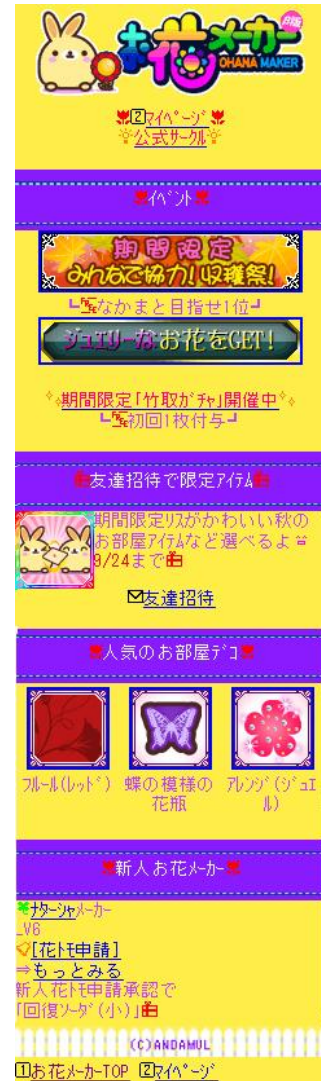 お花メーカー β版
OHANA MAKER
2マイページ
公式サークル
イベント
期間限定
みんなで協力!収穫祭!
┗なかまと目指せ1位┛
ジュエリーなお花をGET!
期間限定「竹取ガチャ」開催中
┗初回1枚付与┛
友達招待で限定アイテム
期間限定リスがかわいい秋の
お部屋アイテムなど選べるよ
9/24まで
友達招待
人気のお部屋デコ
フルール(レッド)
蝶の模様の
花瓶
アレンジ(ジュエ
ル)
新人お花メーカー
ナターシャメーカー
_V6
[花トモ申請]
⇒もっとみる
新人花トモ申請承認で
「回復ソーダ(小)」
(C)ANDAMUL
1お花メーカーTOP 2マイページ